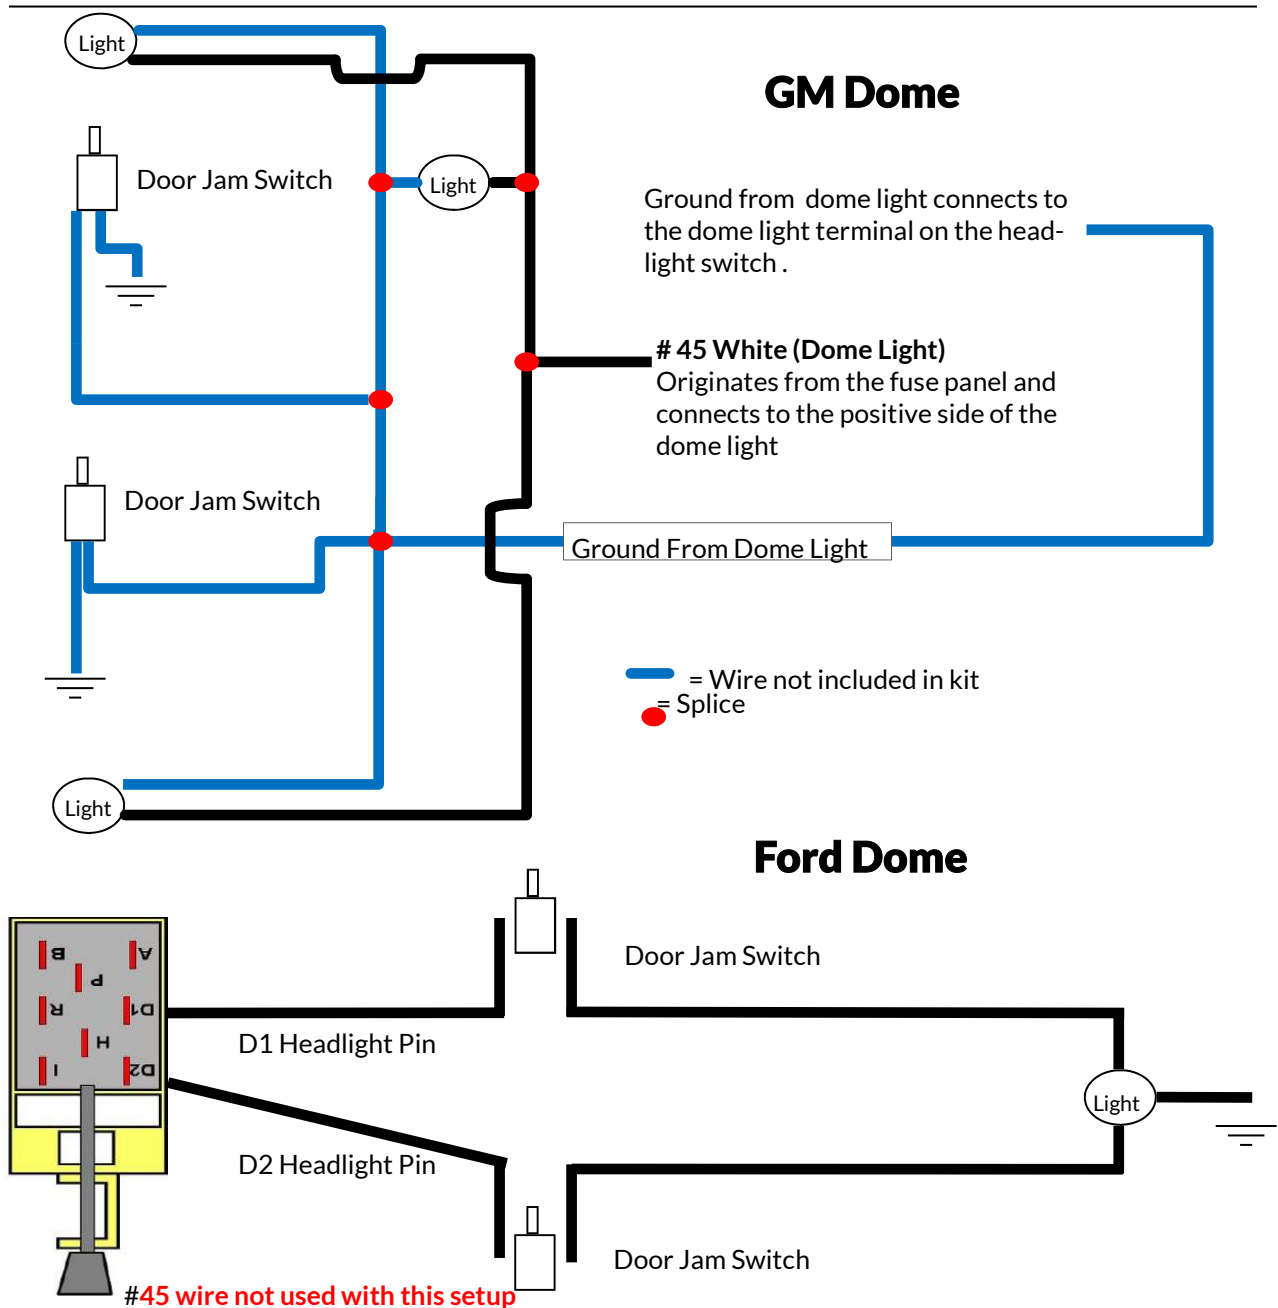 Light
GM Dome
Door Jam Switch
Light
Ground from  dome light connects to
the dome light terminal on the head-
light switch .
# 45 White (Dome Light)
Originates from the fuse panel and
connects to the positive side of the
dome light
Door Jam Switch
Ground From Dome Light
= Wire not included in kit
= Splice
Light
Ford Dome
B
A
P
R
D1
H
I
D2
Door Jam Switch
D1 Headlight Pin
Light
D2 Headlight Pin
Door Jam Switch
#45 wire not used with this setup